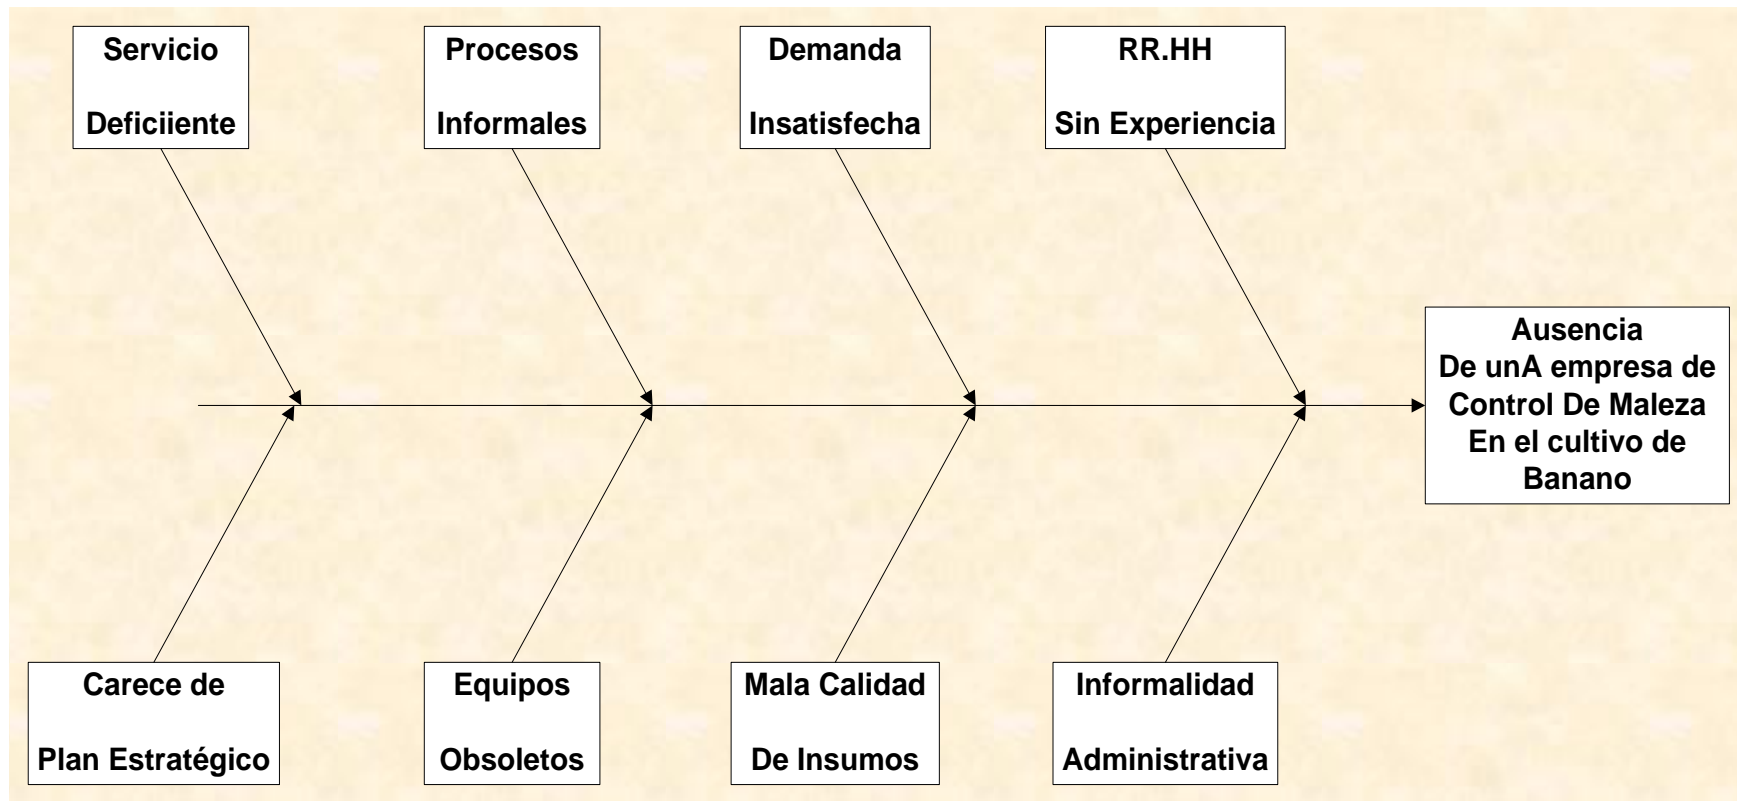 Servicio
Deficiiente
Procesos
Informales
Demanda
Insatisfecha
RR.HH
Sin Experiencia
Ausencia
De unA empresa de
Control De Maleza
En el cultivo de
Banano
Carece de
Plan Estratégico
Equipos
Obsoletos
Mala Calidad
De Insumos
Informalidad
Administrativa